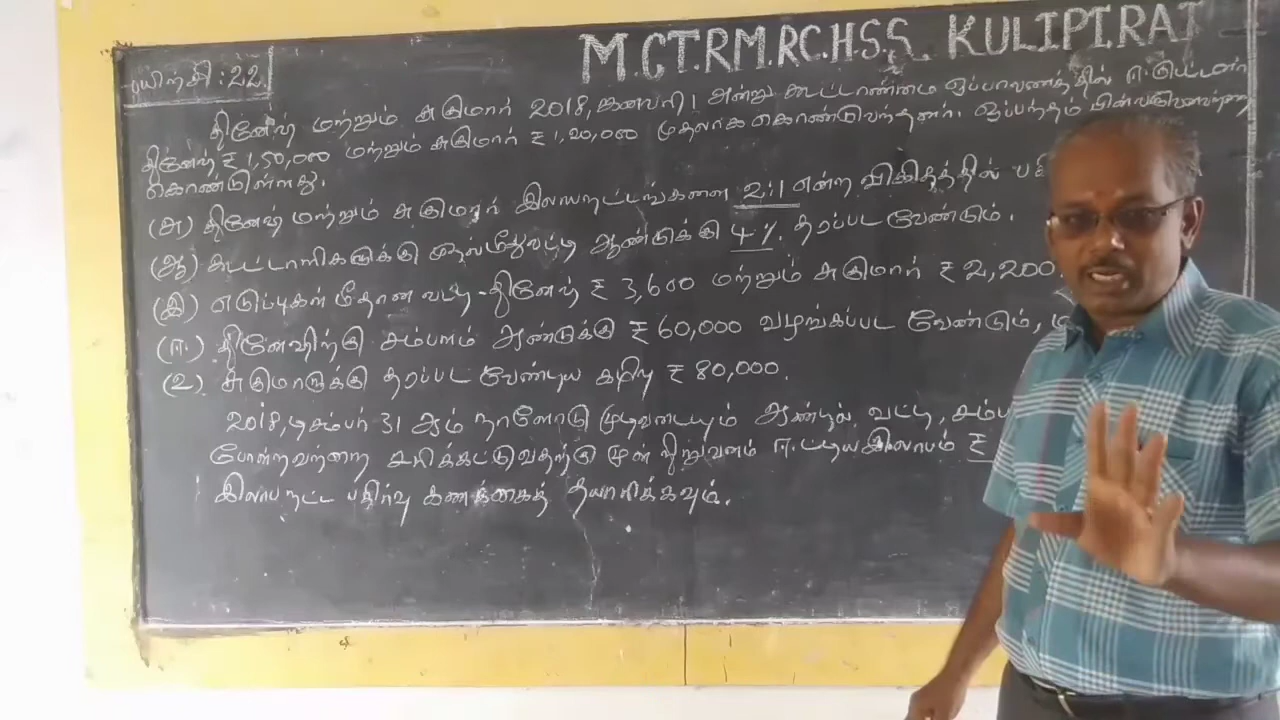 M.CT.RM.RC.H.S.S KULIPIRAI
பயிற்சி : 22.
தினேஷ் மற்றும் சுகுமார் 2018, ஜனவரி 1 அன்று கூட்டாண்மை ஒப்பாவணத்தில் ஈடுபட்டனர்
தினேஷ் ₹ 1,50,000 மற்றும் சுகுமார் ₹ 1,20,000 முதலாக கொண்டுவந்தனர். ஒப்பந்தம் பின்வருவனவற்றை
கொண்டுள்ளது.
(அ) தினேஷ் மற்றும் சுகுமார் இலாபநட்டங்களை 2:1 என்ற விகிதத்தில்
(ஆ) கூட்டாளிகளுக்கு முதல்மீதுவட்டி ஆண்டுக்கு 4%. தரப்பட வேண்டும்.
(இ) எடுப்புகள் மீதான வட்டி - தினேஷ் ₹ 3,600 மற்றும் சுகுமார் ₹ 2,200.
(ஈ.) தினேஷிற்கு சம்பளம் ஆண்டுக்கு ₹ 60,000 வழங்கப்பட வேண்டும்,
(உ) சுகுமாருக்கு தரப்பட வேண்டிய கழிவு ₹ 80,000.
2018, டிசம்பர் 31 ஆம் நாளோடு முடிவடையும் ஆண்டில் வட்டி,
போன்றவற்றை சரிக்கட்டுவதற்கு முன் நிறுவனம் ஈட்டிய இலாபம் ₹
இலாபநட்ட பகிர்வு கணக்கைத் தயாரிக்கவும்.